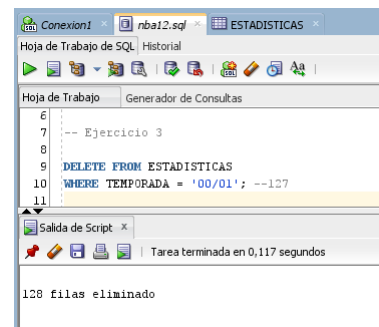 Conexion1 nba12.sql ESTADISTICAS
Hoja de Trabajo de SQL Historial
SQL
Hoja de Trabajo Generador de Consultas
6
7 -- Ejercicio 3
8
9 DELETE FROM ESTADISTICAS
10 WHERE TEMPORADA = '00/01'; --127
11
Salida de Script
Tarea terminada en 0,117 segundos
128 filas eliminado